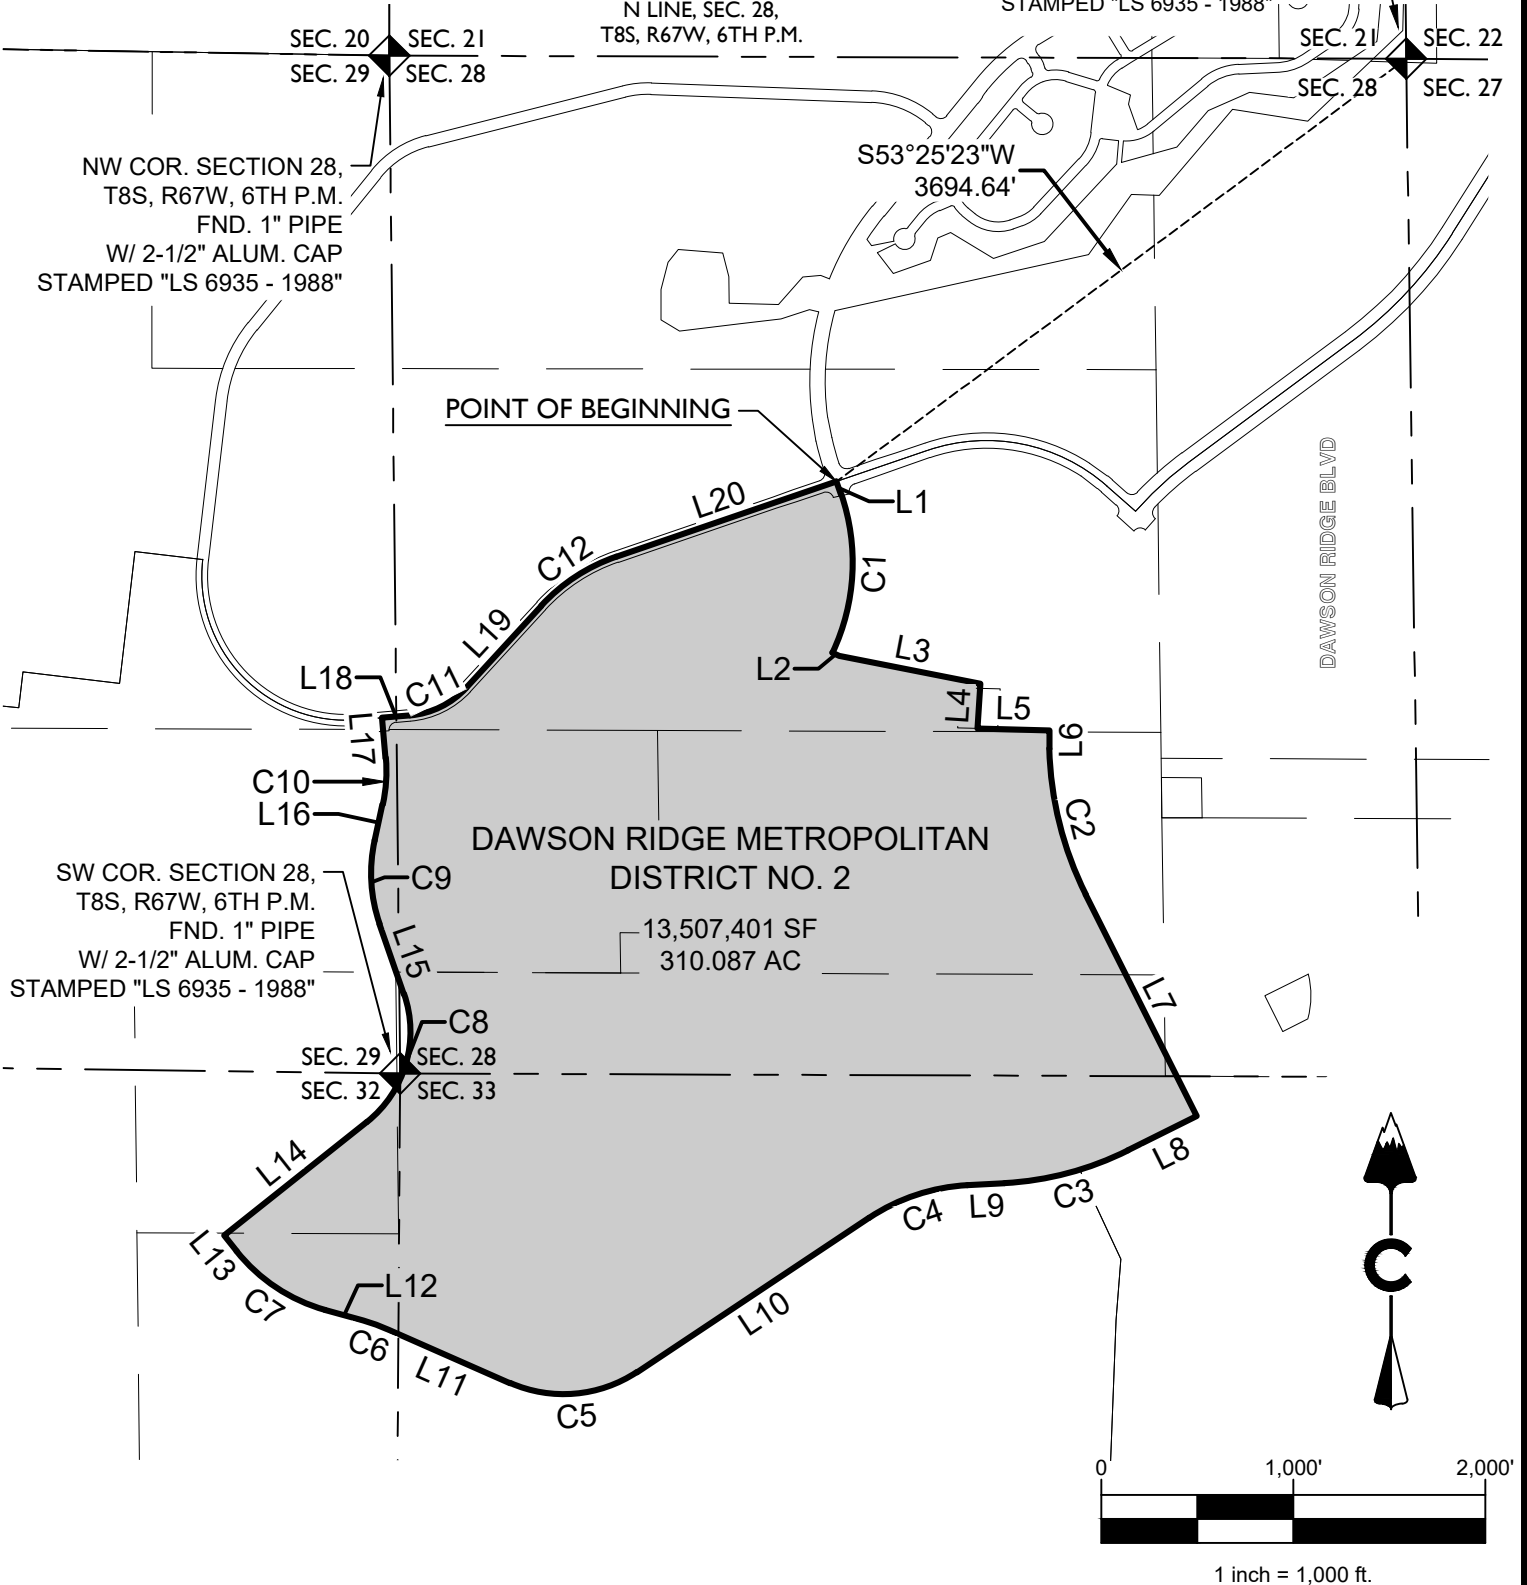 N LINE, SEC. 28,
T8S, R67W, 6TH P.M.
STAMPED "LS 6935 - 1988"
SEC. 20
SEC. 21
SEC. 29
SEC. 28
SEC. 21
SEC. 22
SEC. 28
SEC. 27
NW COR. SECTION 28,
T8S, R67W, 6TH P.M.
FND. 1" PIPE
W/ 2-1/2" ALUM. CAP
STAMPED "LS 6935 - 1988"
S53°25'23"W
3694.64'
POINT OF BEGINNING
L20
L1
C12
C1
DAWSON RIDGE BLVD
L19
L2
L3
L18
C11
L4
L5
L6
L17
C10
L16
C2
DAWSON RIDGE METROPOLITAN
DISTRICT NO. 2
13,507,401 SF
310.087 AC
C9
SW COR. SECTION 28,
T8S, R67W, 6TH P.M.
FND. 1" PIPE
W/ 2-1/2" ALUM. CAP
STAMPED "LS 6935 - 1988"
L15
L7
C8
SEC. 29
SEC. 28
SEC. 32
SEC. 33
L14
L8
C3
L9
C4
L13
C7
L12
C6
L11
L10
C5
C
0
1,000'
2,000'
1 inch = 1,000 ft.